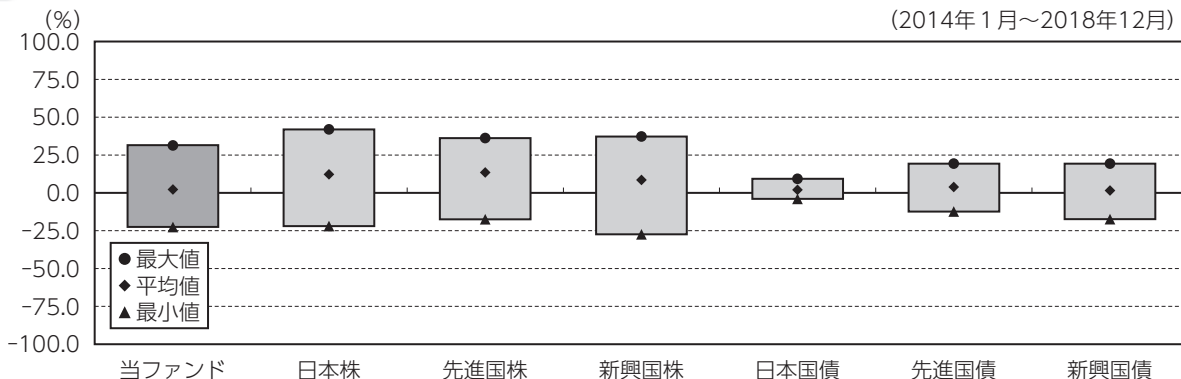 (%)
(2014年1月～2018年12月)
100.0
75.0
50.0
25.0
0.0
-25.0
-50.0
-75.0
-100.0
●最大値
◆平均値
▲最小値
当ファンド 日本株 先進国株 新興国株 日本国債 先進国債 新興国債